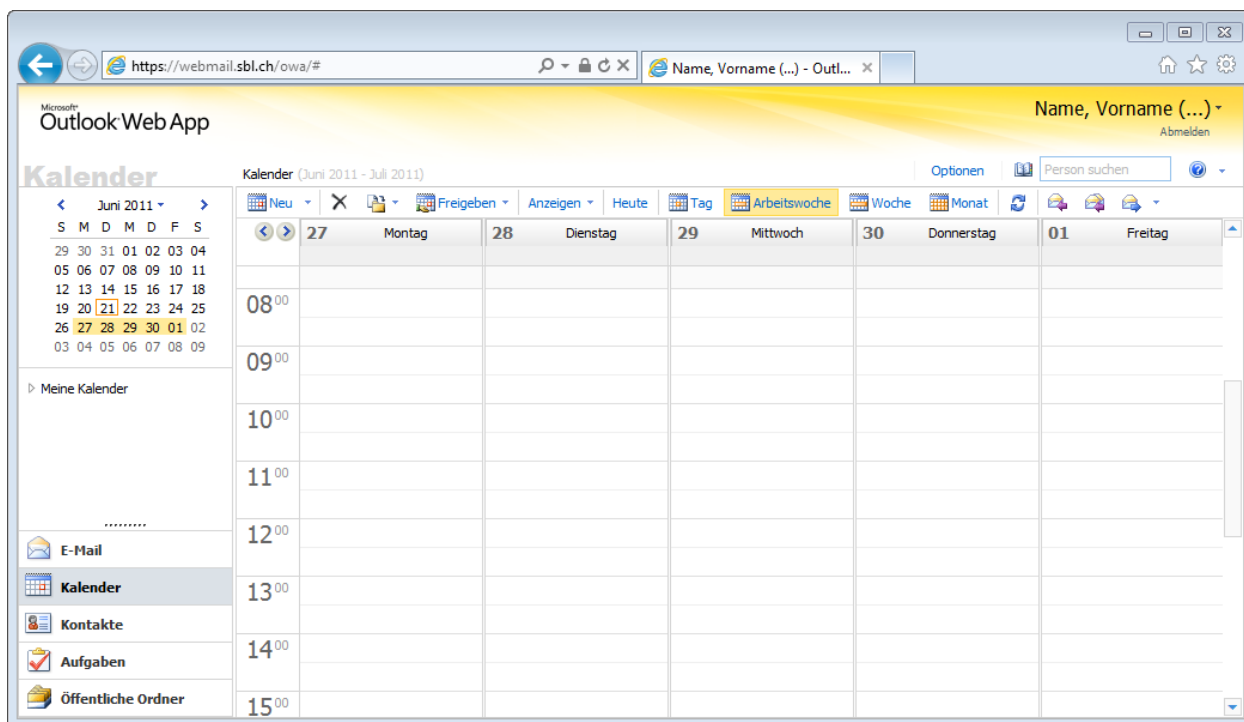 https://webmail.sbl.ch/owa/#
Name, Vorname (...) - Outl...
Microsoft®
Outlook Web App
Name, Vorname (...)
Abmelden
Kalender
Kalender (Juni 2011 - Juli 2011)
Optionen
Person suchen
Juni 2011
Neu Freigeben Anzeigen Heute Tag Arbeitswoche Woche Monat
S M D M D F S
29 30 31 01 02 03 04
05 06 07 08 09 10 11
12 13 14 15 16 17 18
19 20 21 22 23 24 25
26 27 28 29 30 01 02
03 04 05 06 07 08 09
Meine Kalender
E-Mail
Kalender
Kontakte
Aufgaben
Öffentliche Ordner
27 Montag 28 Dienstag 29 Mittwoch 30 Donnerstag 01 Freitag
08 00
09 00
10 00
11 00
12 00
13 00
14 00
15 00